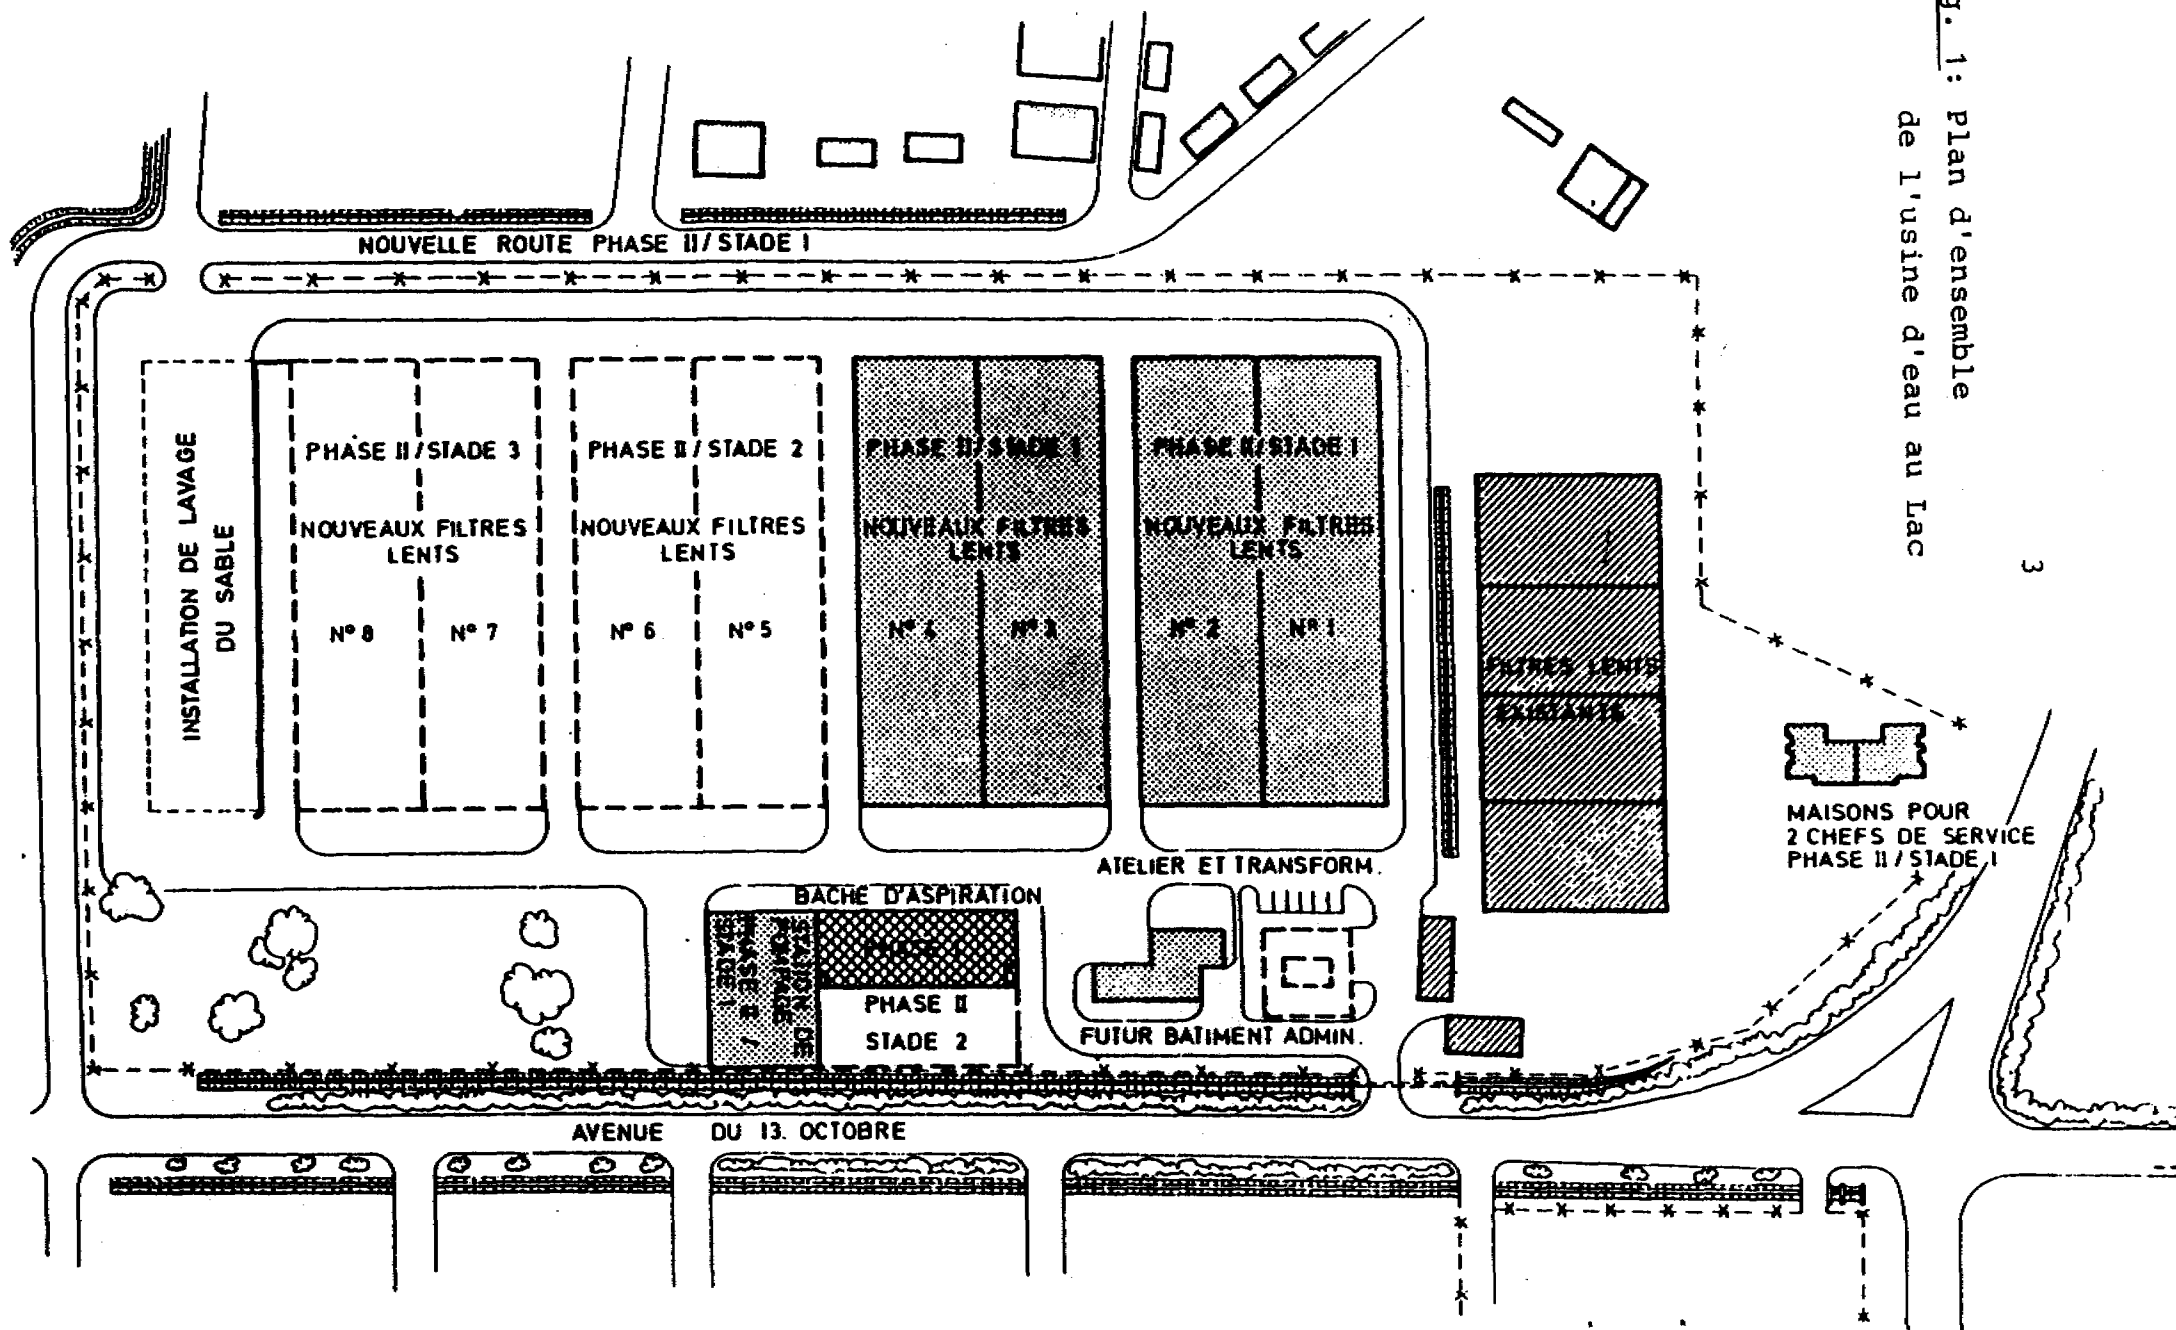 g. 1: Plan d'ensemble
de l'usine d'eau au Lac
3
NOUVELLE ROUTE PHASE II/STADE I
INSTALLATION DE LAVAGE
DU SABLE
PHASE II/STADE 3
NOUVEAUX FILTRES
LENTS
N° 8
N° 7
PHASE II/STADE 2
NOUVEAUX FILTRES
LENTS
N° 6
N° 5
PHASE II/STADE I
NOUVEAUX FILTRES
LENTS
N° 4
N° 3
PHASE II/STADE I
NOUVEAUX FILTRES
LENTS
N° 2
N° 1
FILTRES LENTS
EXISTANTS
MAISONS POUR
2 CHEFS DE SERVICE
PHASE II/STADE I
ATELIER ET TRANSFORM.
BACHE D'ASPIRATION
STATION DE
POMPAGE
PHASE II /
STADE 1
PHASE II
STADE 2
FUTUR BATIMENT ADMIN.
AVENUE DU 13. OCTOBRE